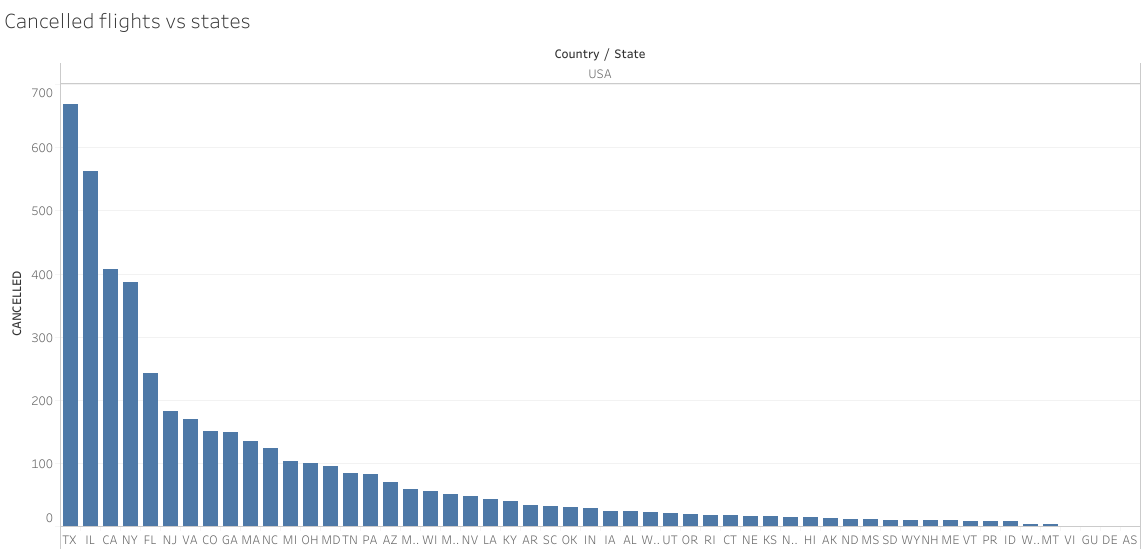 Cancelled flights vs states
Country / State
USA
700
600
500
400
300
200
100
0
CANCELLED
TX IL CA NY FL NJ VA CO GA MA NC MI OH MD TN PA AZ M.. WI M.. NV LA KY AR SC OK IN IA AL W.. UT OR RI CT NE KS N.. HI AK ND MS SD WY NH ME VT PR ID W.. MT VI GU DE AS